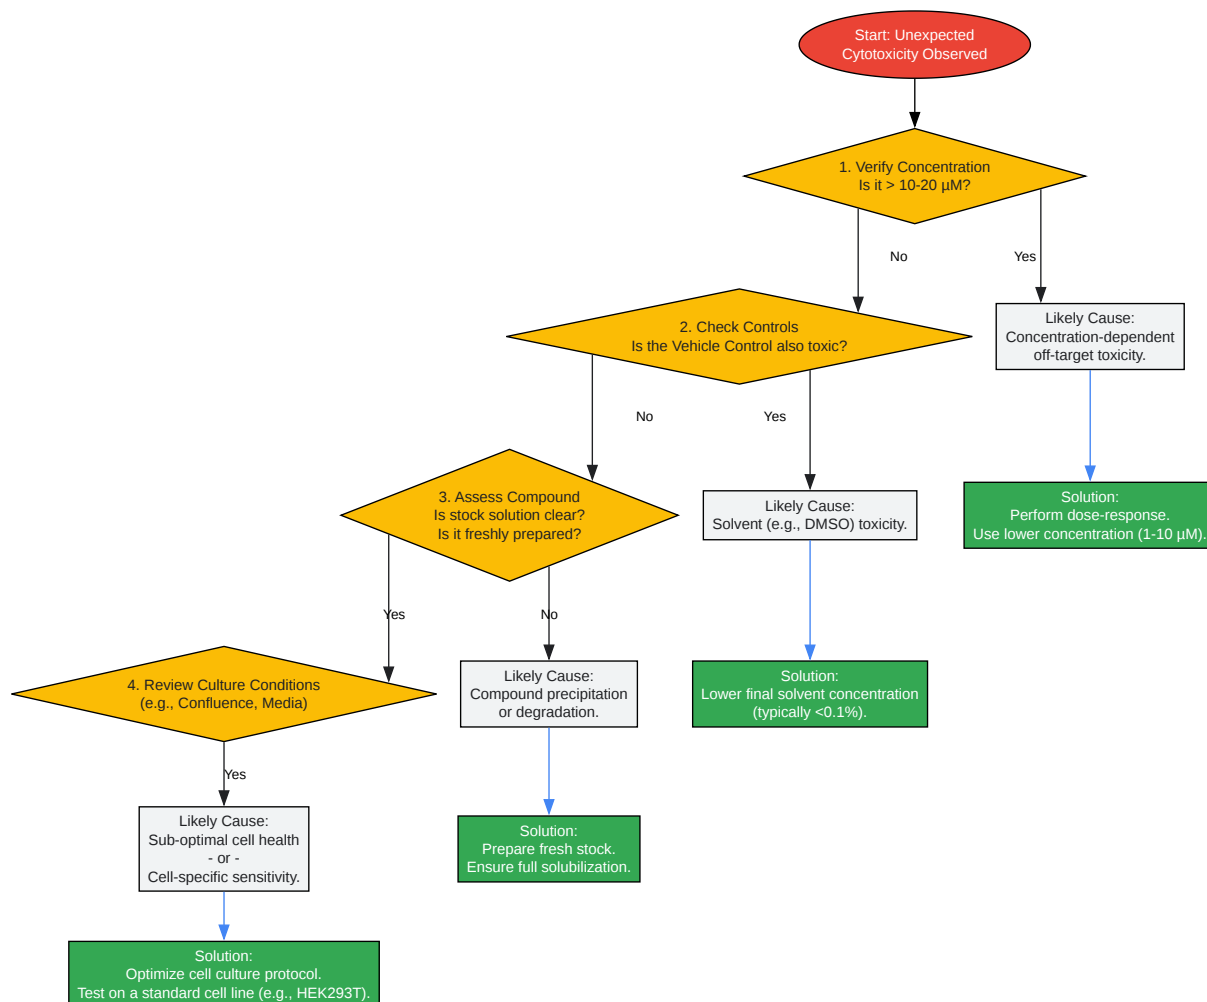 Start: Unexpected
Cytotoxicity Observed
1. Verify Concentration
Is it > 10-20 µM?
No
Yes
2. Check Controls
Is the Vehicle Control also toxic?
Likely Cause:
Concentration-dependent
off-target toxicity.
No
Yes
3. Assess Compound
Is stock solution clear?
Is it freshly prepared?
Likely Cause:
Solvent (e.g., DMSO) toxicity.
Solution:
Perform dose-response.
Use lower concentration (1-10 µM).
Yes
No
4. Review Culture Conditions
(e.g., Confluence, Media)
Likely Cause:
Compound precipitation
or degradation.
Solution:
Lower final solvent concentration
(typically <0.1%).
Yes
Likely Cause:
Sub-optimal cell health
- or -
Cell-specific sensitivity.
Solution:
Prepare fresh stock.
Ensure full solubilization.
Solution:
Optimize cell culture protocol.
Test on a standard cell line (e.g., HEK293T).